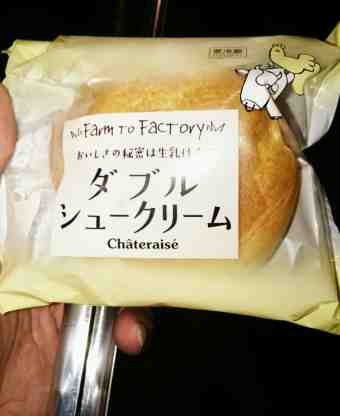 Farm To Factory
おいしさの秘密は生乳仕
ダブル
シュークリーム
Châteraisé